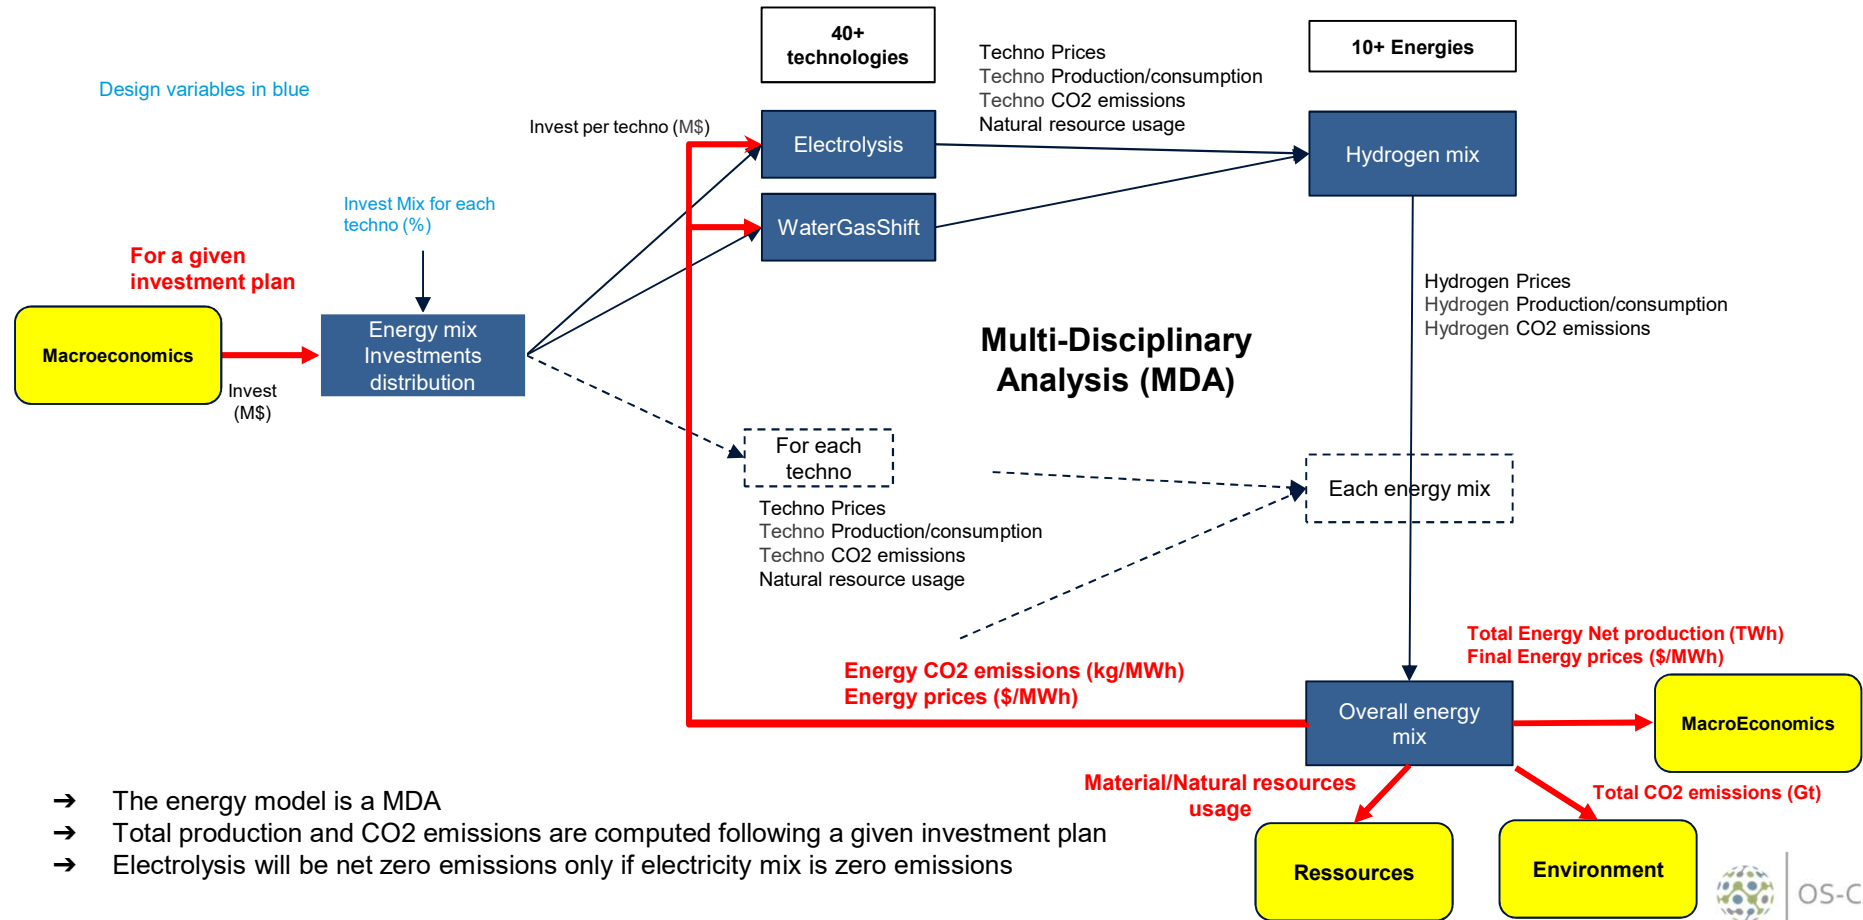 40+
technologies
10+ Energies
Design variables in blue
Techno Prices
Techno Production/consumption
Techno CO2 emissions
Natural resource usage
Invest per techno (M$)
Electrolysis
Hydrogen mix
WaterGasShift
Invest Mix for each
techno (%)
For a given
investment plan
Macroeconomics
Invest
(M$)
Energy mix
Investments
distribution
Hydrogen Prices
Hydrogen Production/consumption
Hydrogen CO2 emissions
Multi-Disciplinary
Analysis (MDA)
For each
techno
Each energy mix
Techno Prices
Techno Production/consumption
Techno CO2 emissions
Natural resource usage
Energy CO2 emissions (kg/MWh)
Energy prices ($/MWh)
Total Energy Net production (TWh)
Final Energy prices ($/MWh)
Overall energy
mix
MacroEconomics
Material/Natural resources
usage
Total CO2 emissions (Gt)
Ressources
Environment
➔ The energy model is a MDA
➔ Total production and CO2 emissions are computed following a given investment plan
➔ Electrolysis will be net zero emissions only if electricity mix is zero emissions
OS-C